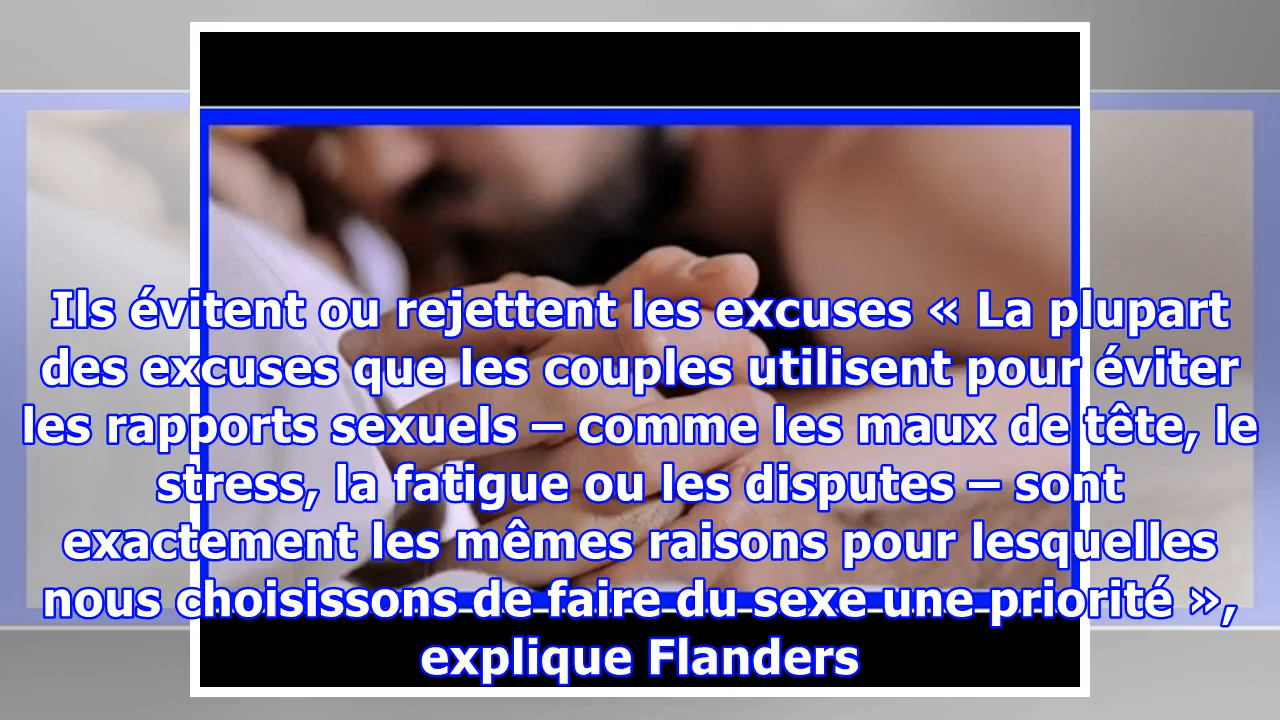 Ils évitent ou rejettent les excuses « La plupart
des excuses que les couples utilisent pour éviter
les rapports sexuels – comme les maux de tête, le
stress, la fatigue ou les disputes – sont
exactement les mêmes raisons pour lesquelles
nous choisissons de faire du sexe une priorité »,
explique Flanders